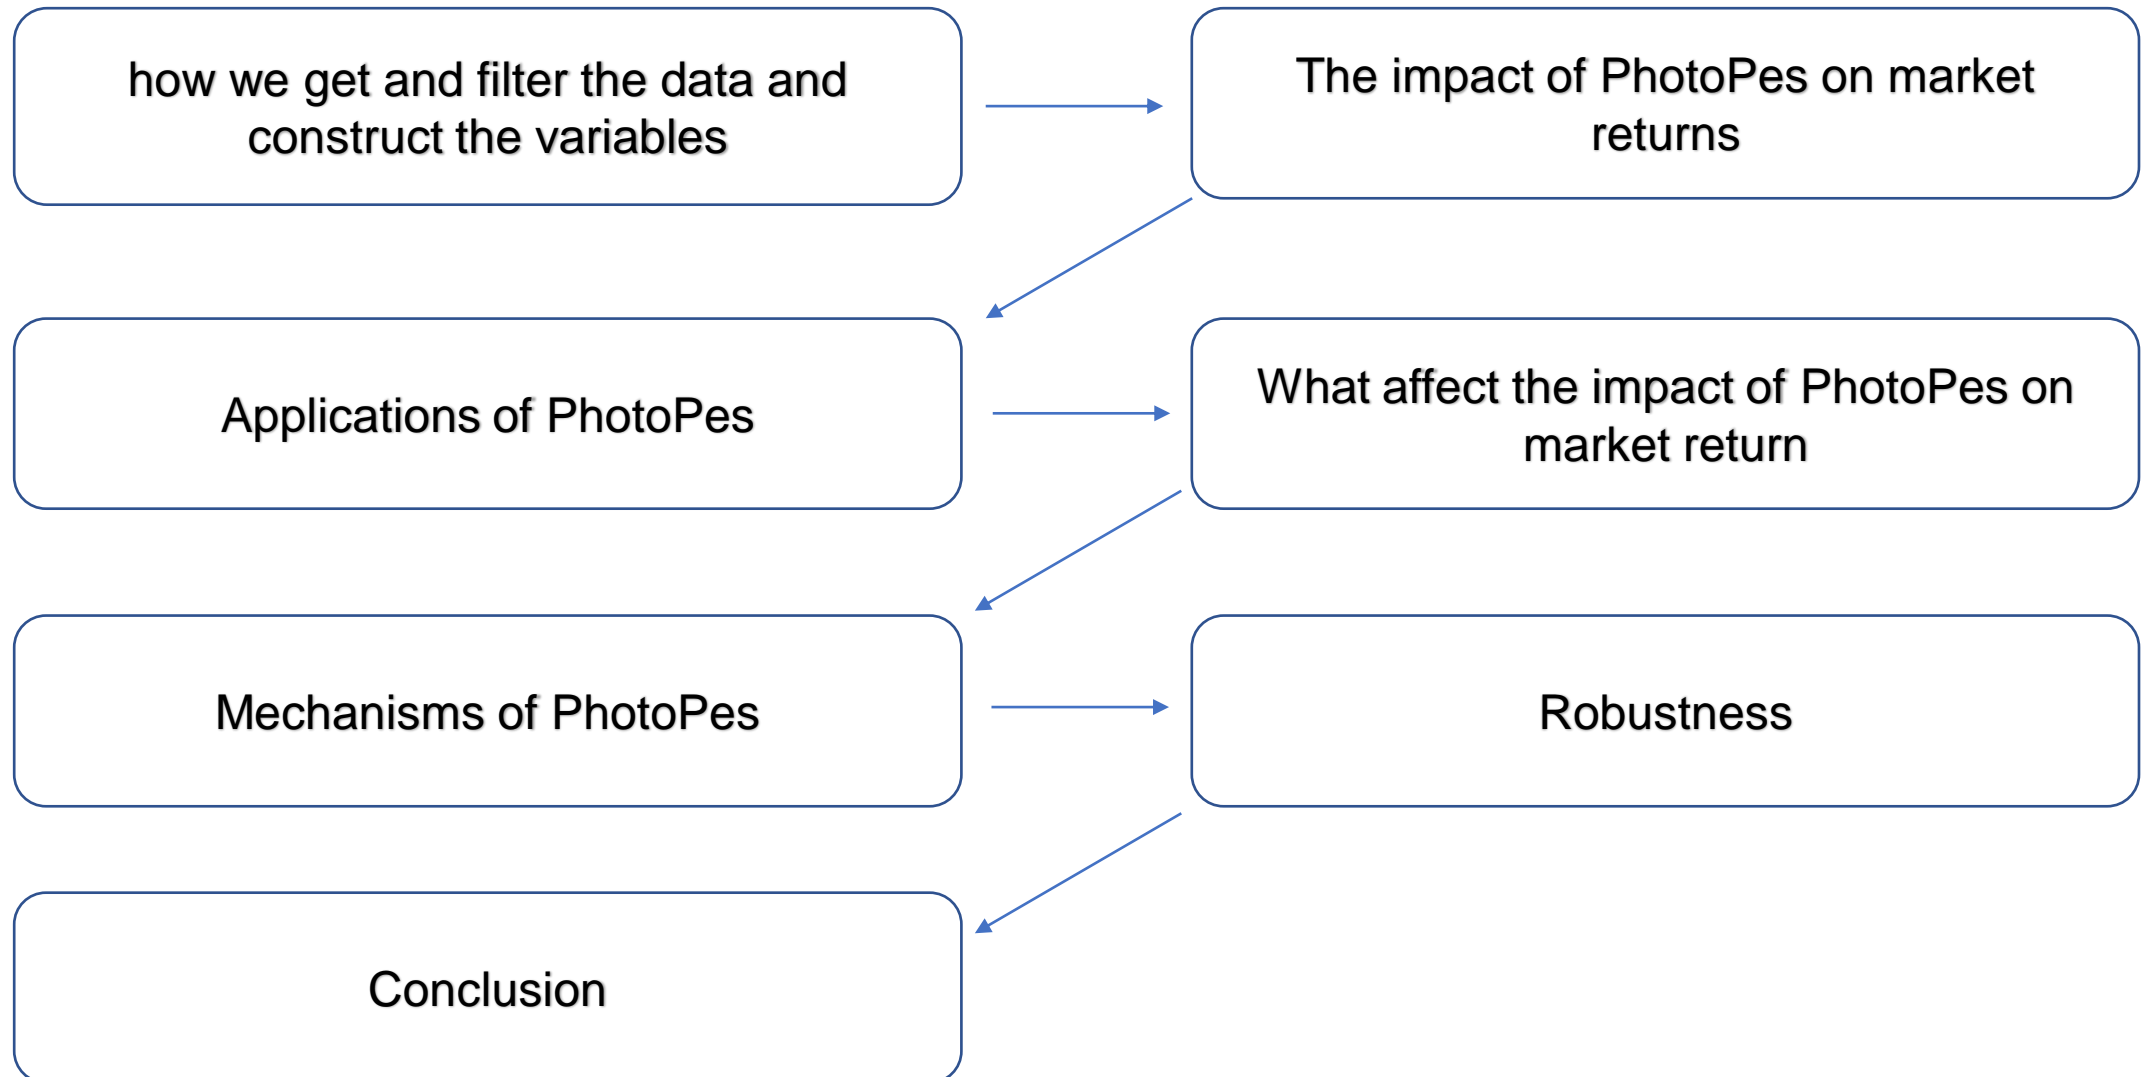 how we get and filter the data and
construct the variables
The impact of PhotoPes on market
returns
Applications of PhotoPes
What affect the impact of PhotoPes on
market return
Mechanisms of PhotoPes
Robustness
Conclusion